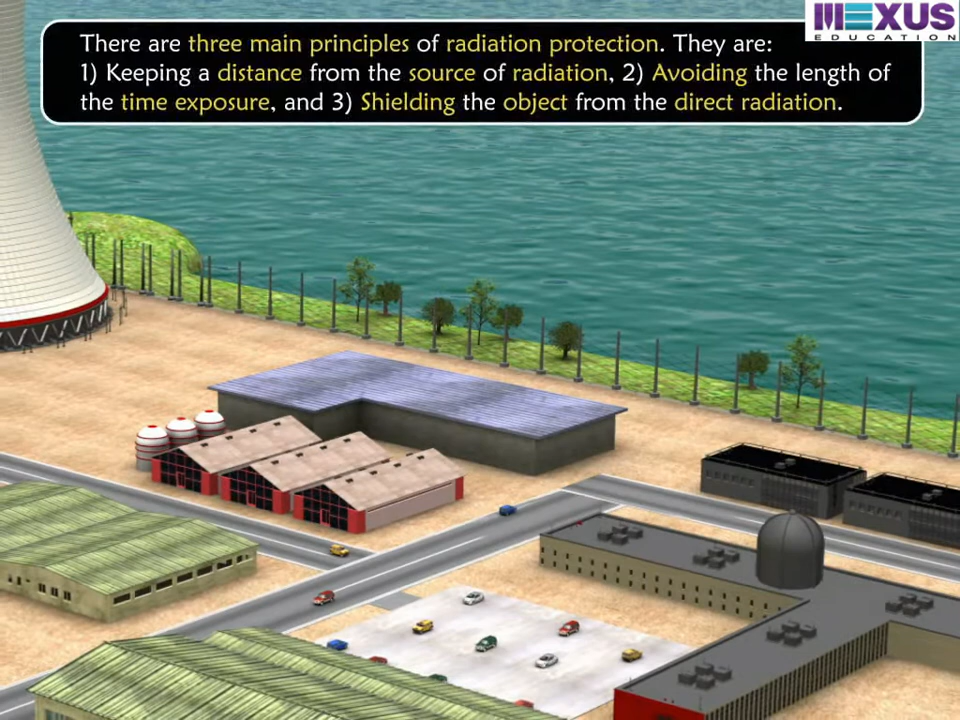 MEXUS
EDUCATION
There are three main principles of radiation protection. They are:
1) Keeping a distance from the source of radiation, 2) Avoiding the length of
the time exposure, and 3) Shielding the object from the direct radiation.